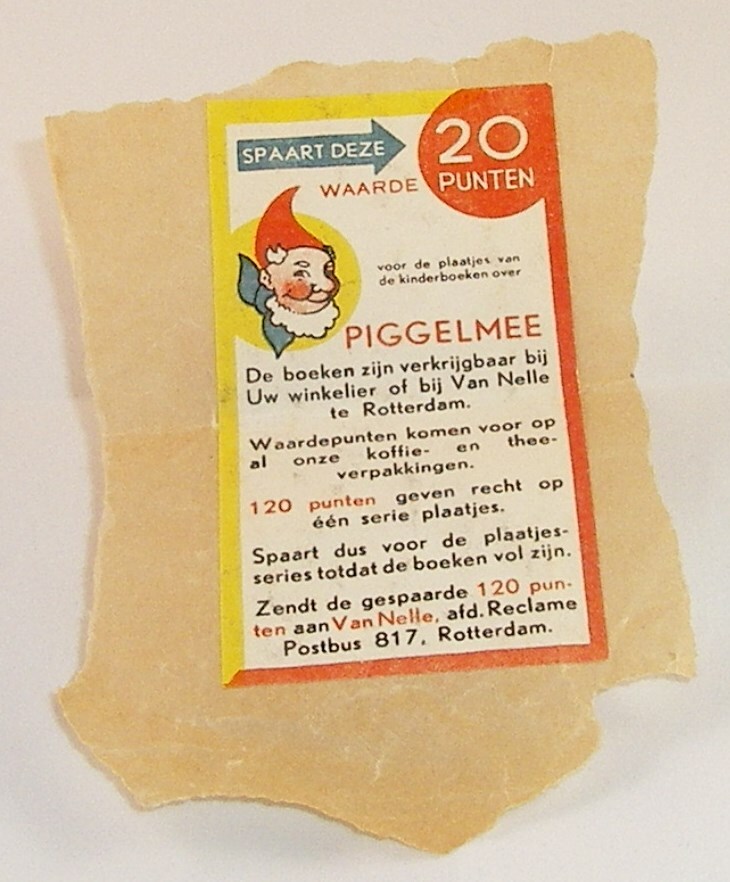 SPAART DEZE
20
WAARDE PUNTEN
voor de plaatjes van
de kinderboeken over
PIGGELMEE
De boeken zijn verkrijgbaar bij
Uw winkelier of bij Van Nelle
te Rotterdam.
Waardepunten komen voor op
al onze koffie- en thee-
verpakkingen.
120 punten geven recht op
één serie plaatjes.
Spaart dus voor de plaatjes-
series totdat de boeken vol zijn.
Zendt de gespaarde 120 pun-
ten aan Van Nelle, afd. Reclame
Postbus 817, Rotterdam.